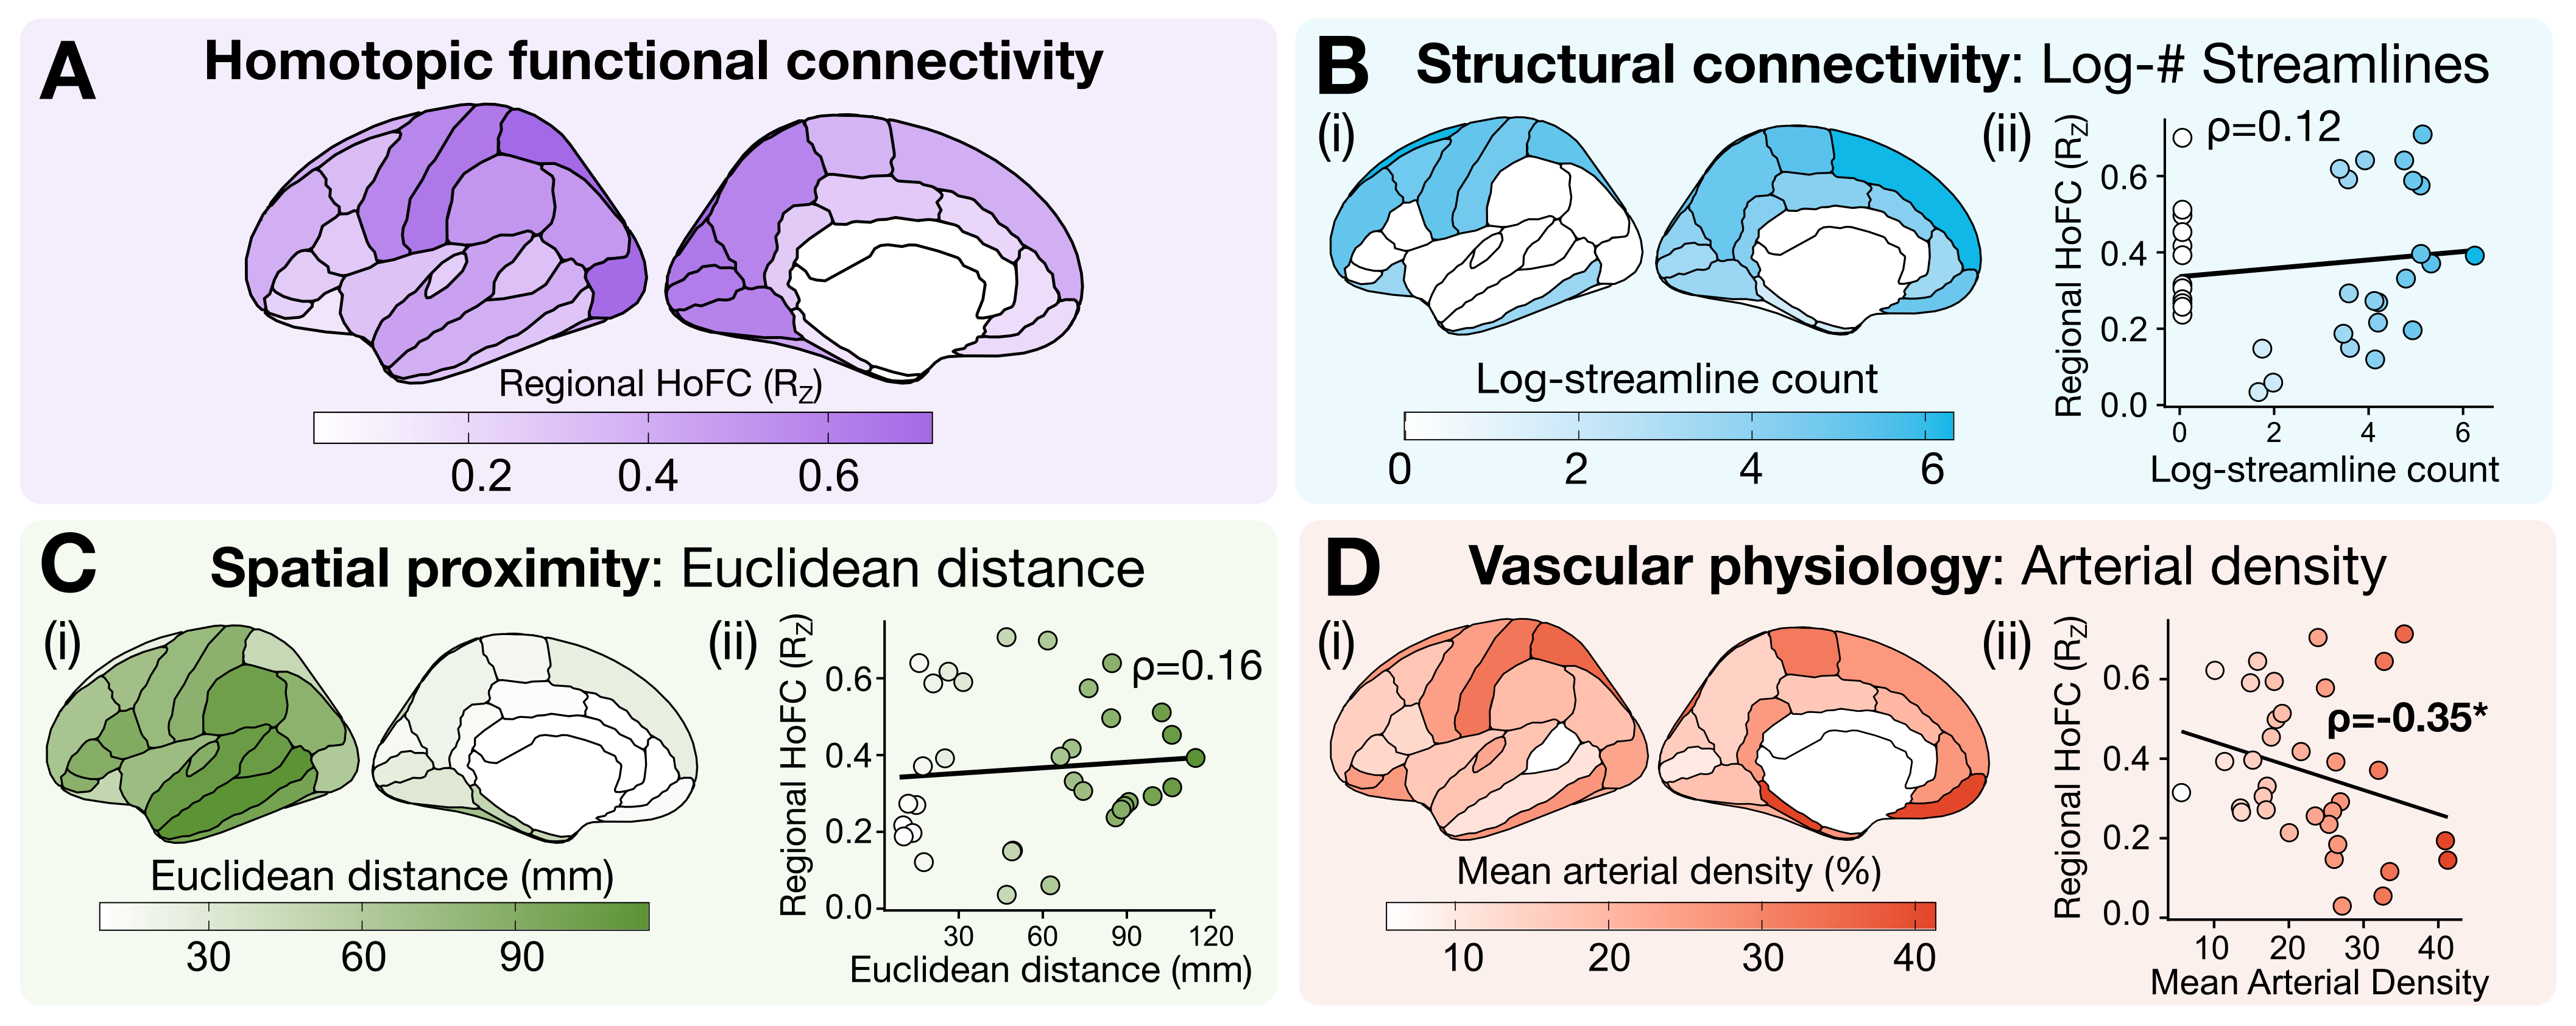 A
Homotopic functional connectivity
Regional HoFC (R_Z)
0.2 0.4 0.6
B
Structural connectivity: Log-# Streamlines
(i)
Log-streamline count
0 2 4 6
(ii)
Regional HoFC (R_Z)
ρ=0.12
0.6
0.4
0.2
0.0
0 2 4 6
Log-streamline count
C
Spatial proximity: Euclidean distance
(i)
Euclidean distance (mm)
30 60 90
(ii)
Regional HoFC (R_Z)
ρ=0.16
0.6
0.4
0.2
0.0
30 60 90 120
Euclidean distance (mm)
D
Vascular physiology: Arterial density
(i)
Mean arterial density (%)
10 20 30 40
(ii)
Regional HoFC (R_Z)
0.6
ρ=-0.35*
0.4
0.2
0.0
10 20 30 40
Mean Arterial Density